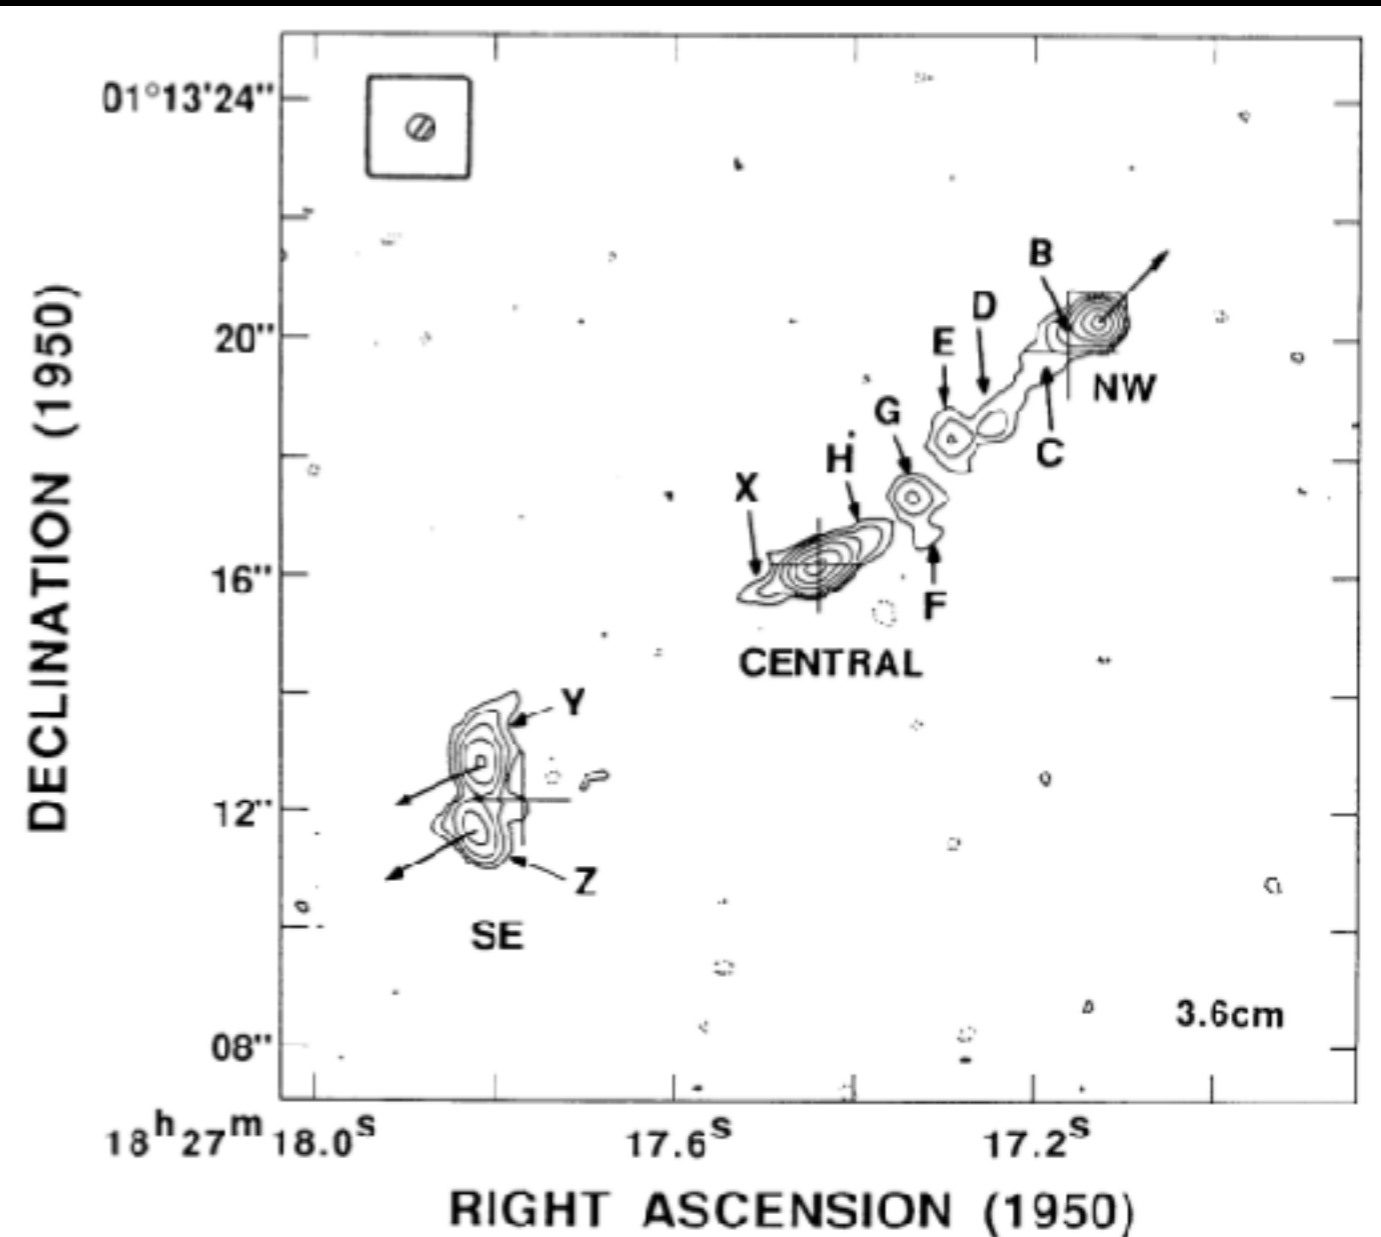 01°13'24"
B
D
20"
E
NW
G
C
H
X
16"
F
CENTRAL
Y
12"
Z
SE
3.6cm
08"
18h27m18.0s 17.6s 17.2s
RIGHT ASCENSION (1950)
DECLINATION (1950)